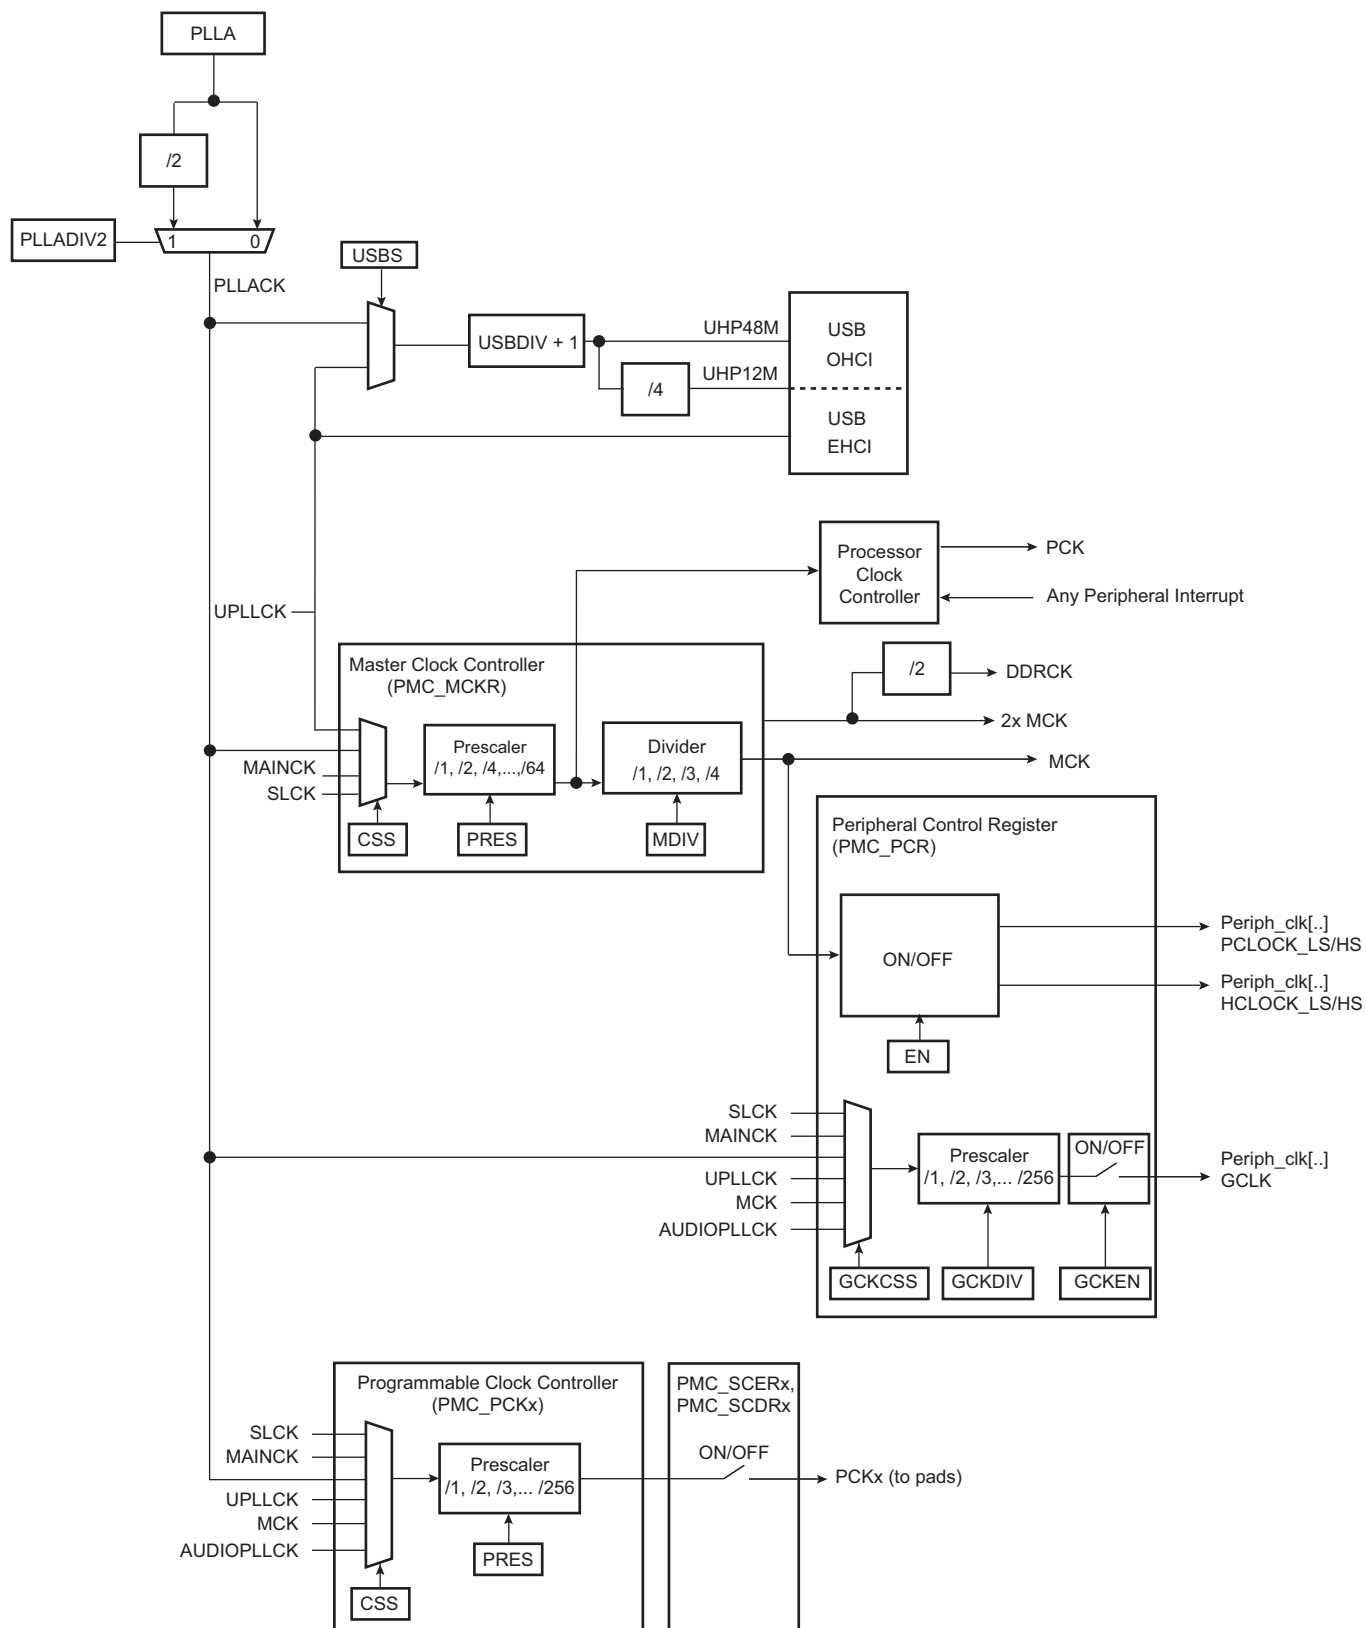 PLLA
/2
PLLADIV2
1
0
PLLACK
USBS
USBDIV + 1
UHP48M
/4
UHP12M
USB
OHCI
USB
EHCI
UPLLCK
Processor
Clock
Controller
PCK
Any Peripheral Interrupt
Master Clock Controller
(PMC_MCKR)
/2
DDRCK
2x MCK
MAINCK
SLCK
Prescaler
/1, /2, /4,...,/64
Divider
/1, /2, /3, /4
MCK
CSS
PRES
MDIV
Peripheral Control Register
(PMC_PCR)
ON/OFF
Periph_clk[..]
PCLOCK_LS/HS
Periph_clk[..]
HCLOCK_LS/HS
EN
SLCK
MAINCK
UPLLCK
MCK
AUDIOPLLCK
Prescaler
/1, /2, /3,... /256
ON/OFF
Periph_clk[..]
GCLK
GCKCSS
GCKDIV
GCKEN
Programmable Clock Controller
(PMC_PCKx)
PMC_SCERx,
PMC_SCDRx
SLCK
MAINCK
UPLLCK
MCK
AUDIOPLLCK
Prescaler
/1, /2, /3,... /256
ON/OFF
PCKx (to pads)
PRES
CSS